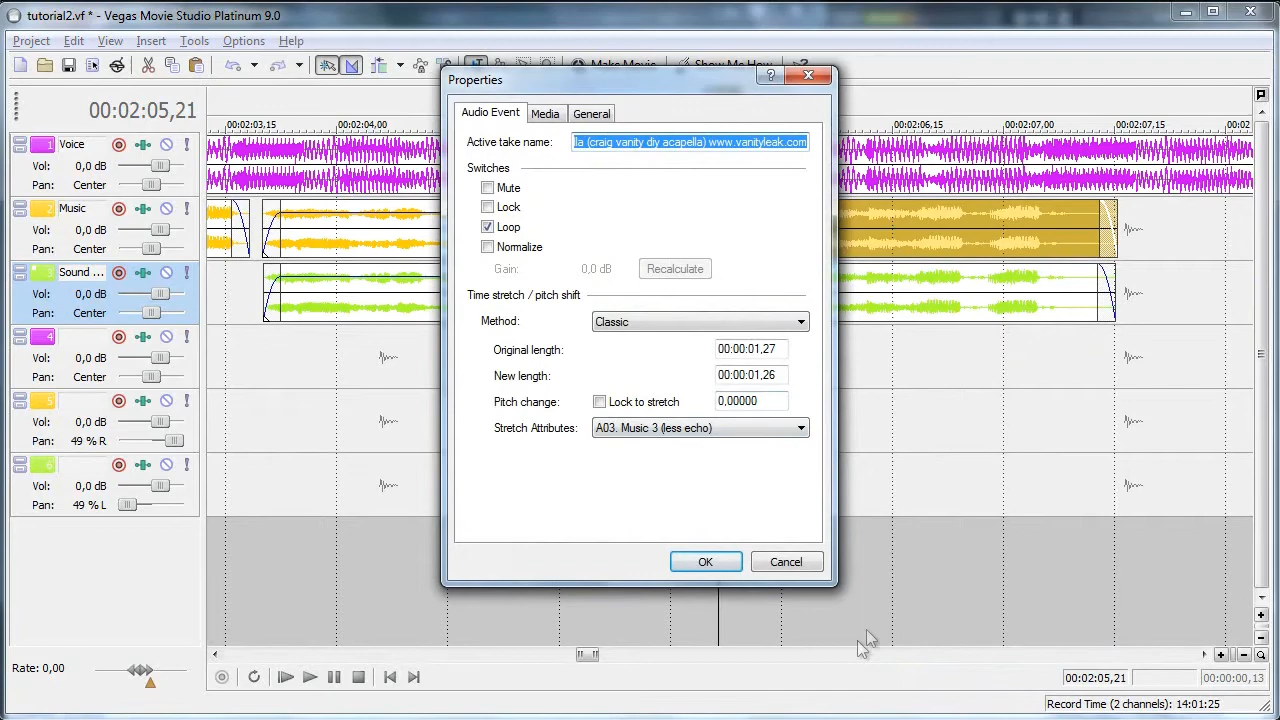 tutorial2.vf * - Vegas Movie Studio Platinum 9.0
Project Edit View Insert Tools Options Help
Make Movie Show Me How
00:02:05,21
00:02:03,15 00:02:04,00 00:02:06,15 00:02:07,00 00:02:07,15
1 Voice
Vol: 0,0 dB
Pan: Center
2 Music
Vol: 0,0 dB
Pan: Center
3 Sound ...
Vol: 0,0 dB
Pan: Center
4
Vol: 0,0 dB
Pan: Center
5
Vol: 0,0 dB
Pan: 49 % R
6
Vol: 0,0 dB
Pan: 49 % L
Rate: 0,00
Properties
Audio Event Media General
Active take name: la (craig vanity diy acapella) www.vanityleak.com
Switches
Mute
Lock
Loop
Normalize
Gain: 0,0 dB Recalculate
Time stretch / pitch shift
Method: Classic
Original length: 00:00:01,27
New length: 00:00:01,26
Pitch change: Lock to stretch 0,00000
Stretch Attributes: A03. Music 3 (less echo)
OK Cancel
00:02:05,21 00:00:00,13
Record Time (2 channels): 14:01:25